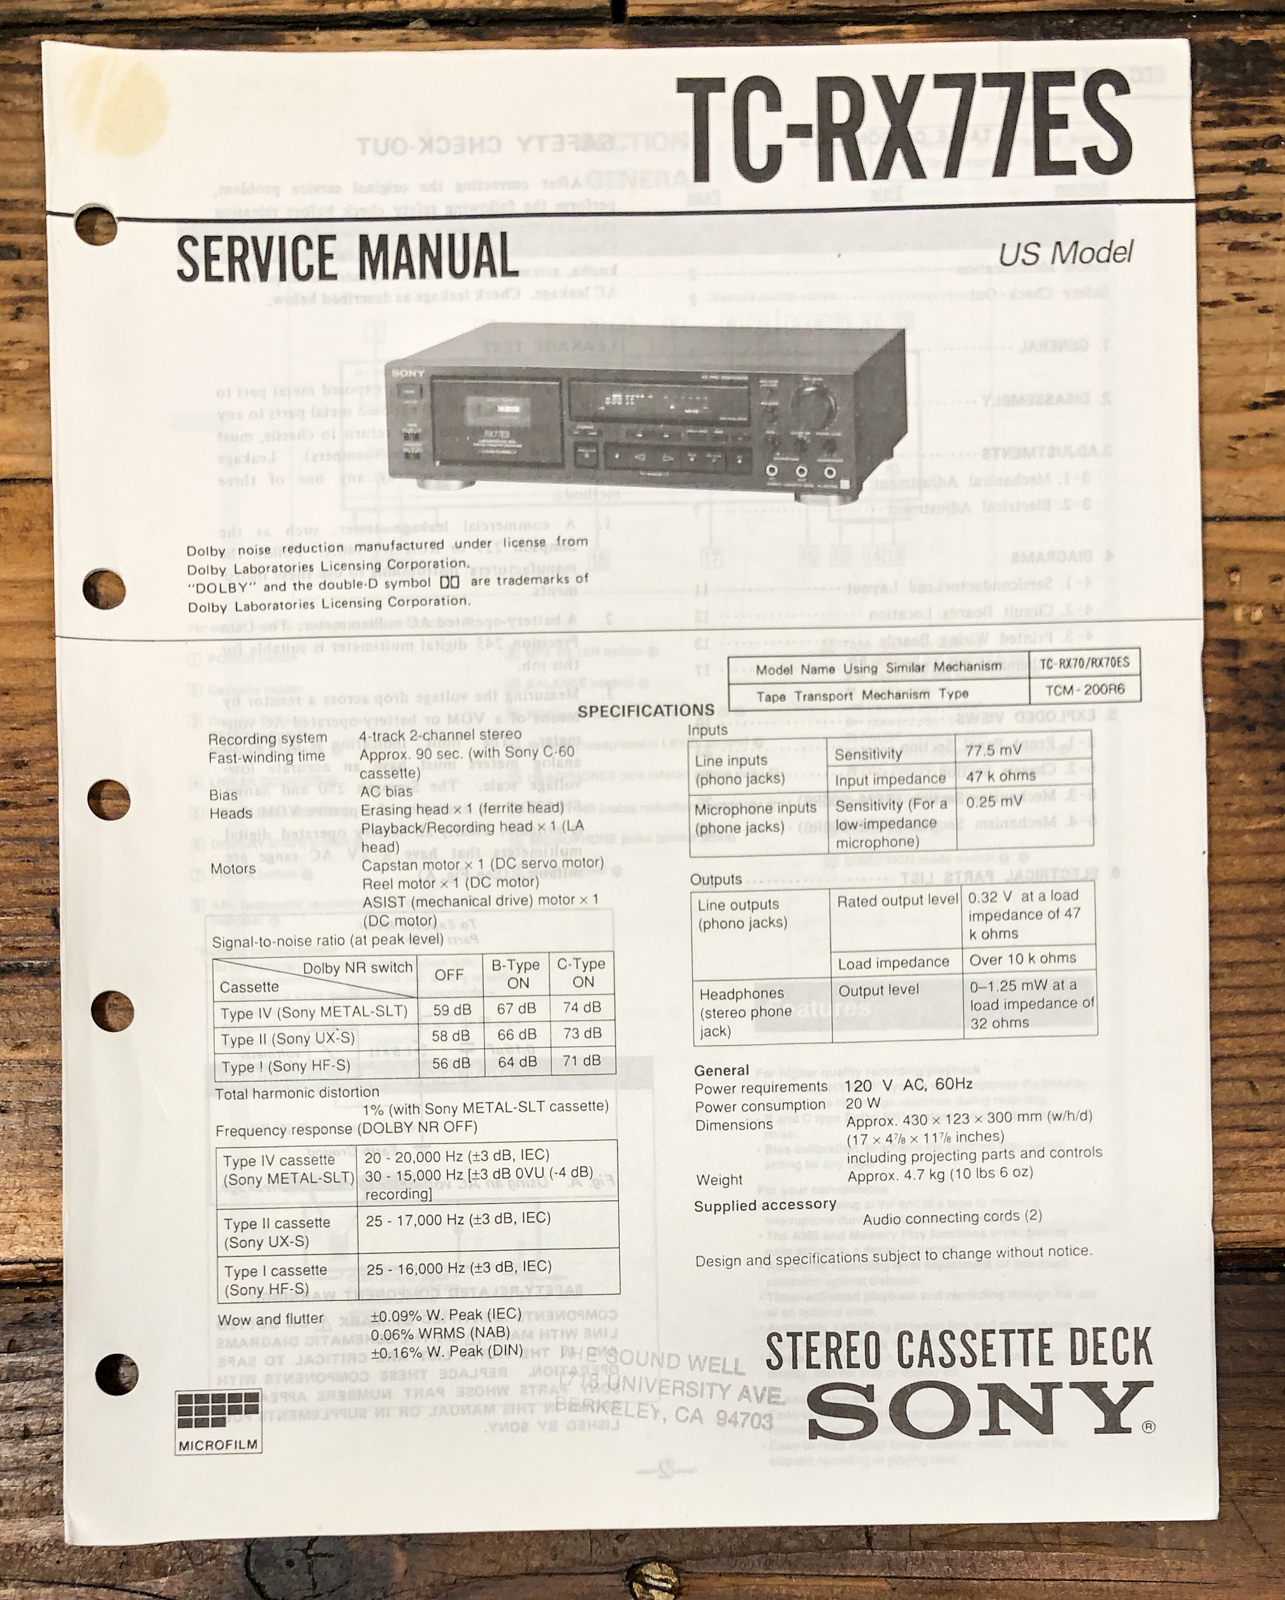 TC-RX77ES
SERVICE MANUAL
US Model
SONY
RX77ES
Dolby noise reduction manufactured under license from
Dolby Laboratories Licensing Corporation.
"DOLBY" and the double-D symbol are trademarks of
Dolby Laboratories Licensing Corporation.
Model Name Using Similar Mechanism TC-RX70/RX70ES
Tape Transport Mechanism Type TCM-200R6
SPECIFICATIONS
Recording system 4-track 2-channel stereo
Fast-winding time Approx. 90 sec. (with Sony C-60
cassette)
Bias AC bias
Heads Erasing head × 1 (ferrite head)
Playback/Recording head × 1 (LA
head)
Motors Capstan motor × 1 (DC servo motor)
Reel motor × 1 (DC motor)
ASIST (mechanical drive) motor × 1
(DC motor)
Signal-to-noise ratio (at peak level)
Dolby NR switch
Cassette
OFF B-Type ON C-Type ON
Type IV (Sony METAL-SLT) 59 dB 67 dB 74 dB
Type II (Sony UX-S) 58 dB 66 dB 73 dB
Type I (Sony HF-S) 56 dB 64 dB 71 dB
Total harmonic distortion
1% (with Sony METAL-SLT cassette)
Frequency response (DOLBY NR OFF)
Type IV cassette 20 - 20,000 Hz (±3 dB, IEC)
(Sony METAL-SLT) 30 - 15,000 Hz [±3 dB 0VU (-4 dB)
recording]
Type II cassette 25 - 17,000 Hz (±3 dB, IEC)
(Sony UX-S)
Type I cassette 25 - 16,000 Hz (±3 dB, IEC)
(Sony HF-S)
Wow and flutter ±0.09% W. Peak (IEC)
0.06% WRMS (NAB)
±0.16% W. Peak (DIN)
MICROFILM
Inputs
Line inputs Sensitivity 77.5 mV
(phono jacks) Input impedance 47 k ohms
Microphone inputs Sensitivity (For a 0.25 mV
(phone jacks) low-impedance
microphone)
Outputs
Line outputs Rated output level 0.32 V at a load
(phono jacks) impedance of 47
k ohms
Load impedance Over 10 k ohms
Headphones Output level 0–1.25 mW at a
(stereo phone load impedance of
jack) 32 ohms
General
Power requirements 120 V AC, 60Hz
Power consumption 20 W
Dimensions Approx. 430 × 123 × 300 mm (w/h/d)
(17 × 4⅞ × 11⅞ inches)
including projecting parts and controls
Weight Approx. 4.7 kg (10 lbs 6 oz)
Supplied accessory
Audio connecting cords (2)
Design and specifications subject to change without notice.
THE SOUND WELL
1718 UNIVERSITY AVE.
BERKELEY, CA 94703
STEREO CASSETTE DECK
SONY®